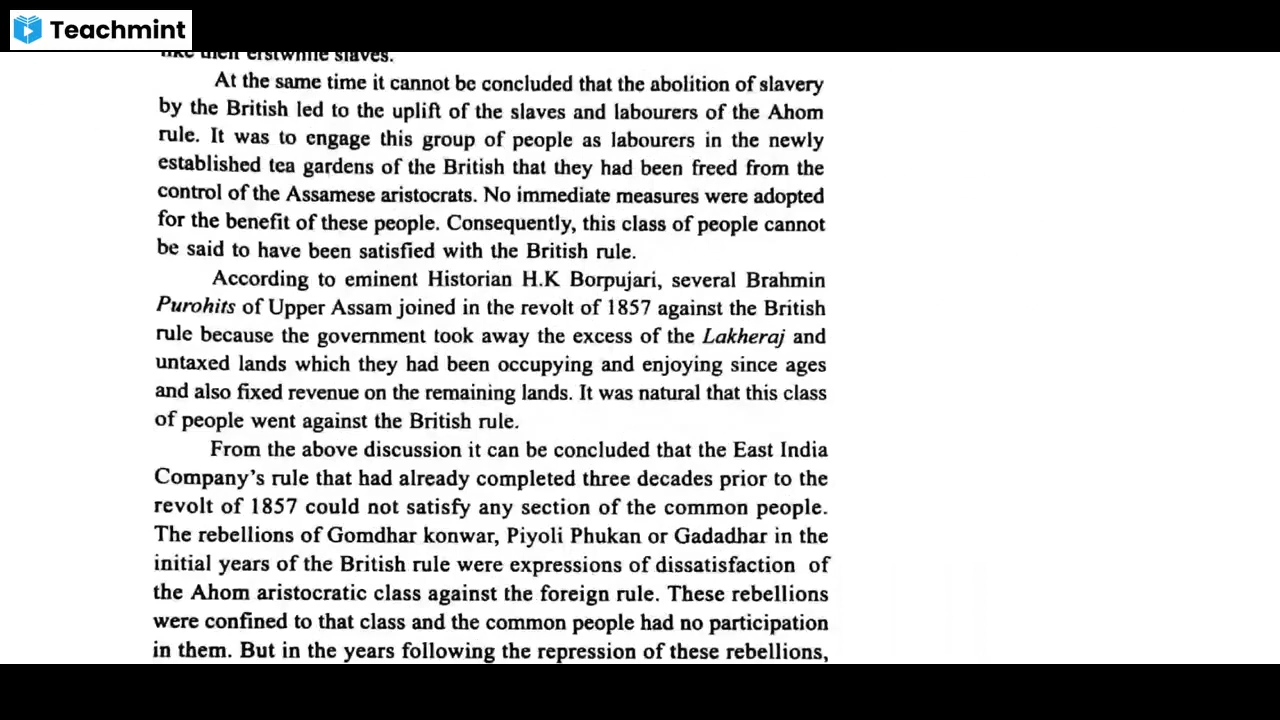 Teachmint
like their erstwhile slaves.
At the same time it cannot be concluded that the abolition of slavery
by the British led to the uplift of the slaves and labourers of the Ahom
rule. It was to engage this group of people as labourers in the newly
established tea gardens of the British that they had been freed from the
control of the Assamese aristocrats. No immediate measures were adopted
for the benefit of these people. Consequently, this class of people cannot
be said to have been satisfied with the British rule.
According to eminent Historian H.K Borpujari, several Brahmin
Purohits of Upper Assam joined in the revolt of 1857 against the British
rule because the government took away the excess of the Lakheraj and
untaxed lands which they had been occupying and enjoying since ages
and also fixed revenue on the remaining lands. It was natural that this class
of people went against the British rule.
From the above discussion it can be concluded that the East India
Company's rule that had already completed three decades prior to the
revolt of 1857 could not satisfy any section of the common people.
The rebellions of Gomdhar konwar, Piyoli Phukan or Gadadhar in the
initial years of the British rule were expressions of dissatisfaction of
the Ahom aristocratic class against the foreign rule. These rebellions
were confined to that class and the common people had no participation
in them. But in the years following the repression of these rebellions,